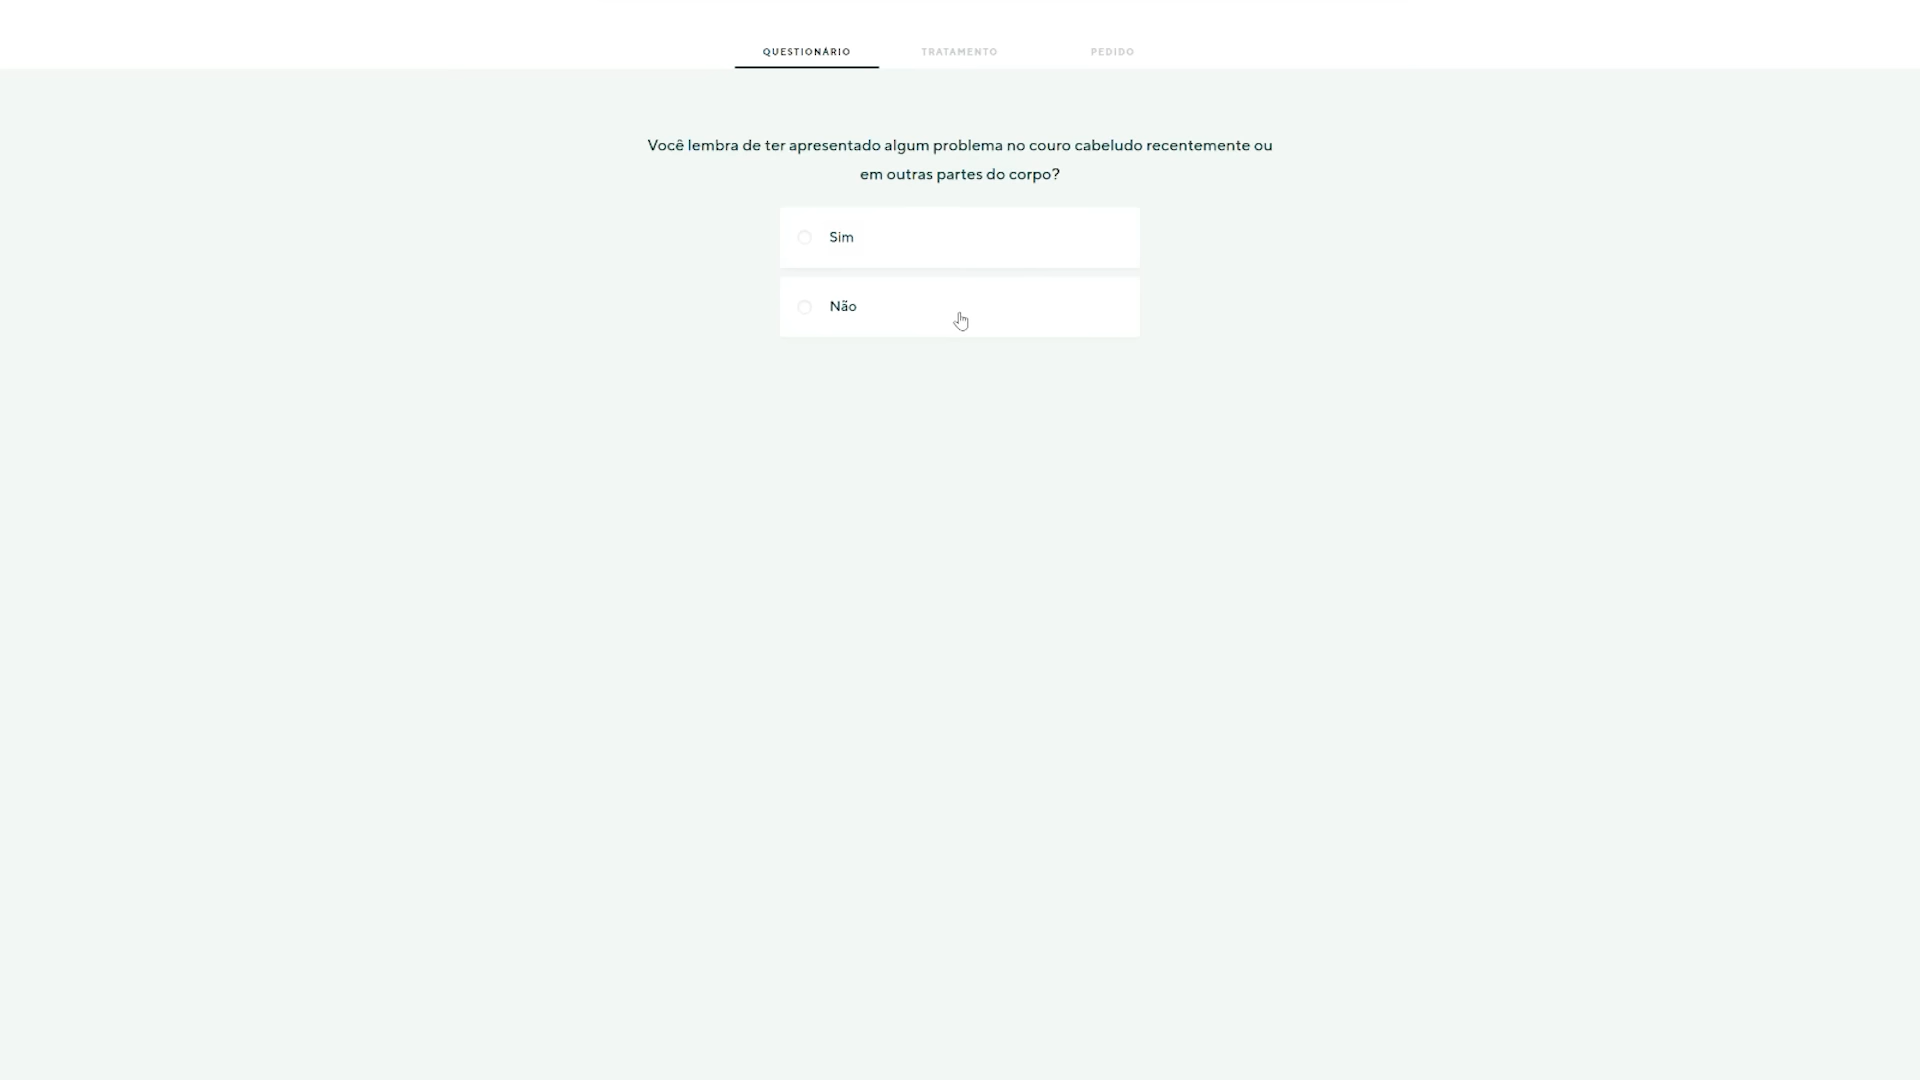 QUESTIONÁRIO
TRATAMENTO
PEDIDO
Você lembra de ter apresentado algum problema no couro cabeludo recentemente ou
em outras partes do corpo?
Sim
Não